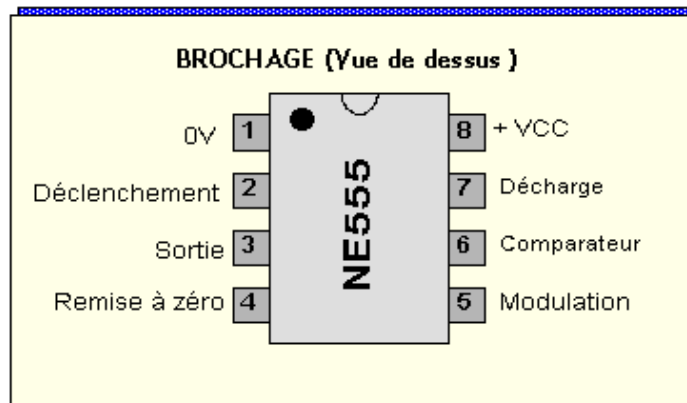 BROCHAGE (Vue de dessus )
0V 1 8 + VCC
Déclenchement 2 7 Décharge
Sortie 3 6 Comparateur
Remise à zéro 4 5 Modulation
NE555